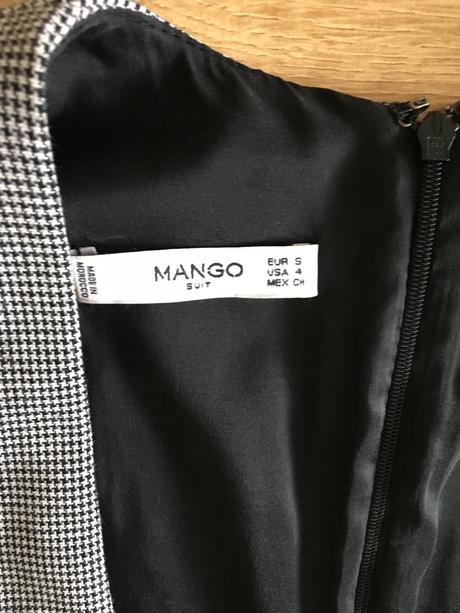 MANGO
SUIT
EUR S
USA 4
MEX CH
MADE IN
MOROCCO